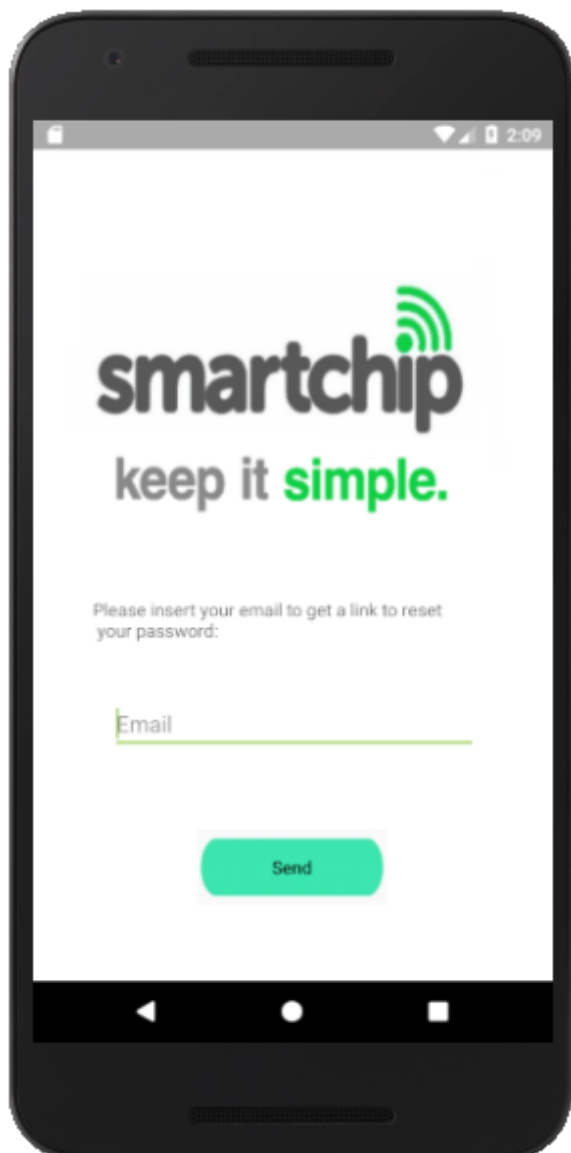 2:09
smartchip
keep it simple.
Please insert your email to get a link to reset
your password:
Email
Send